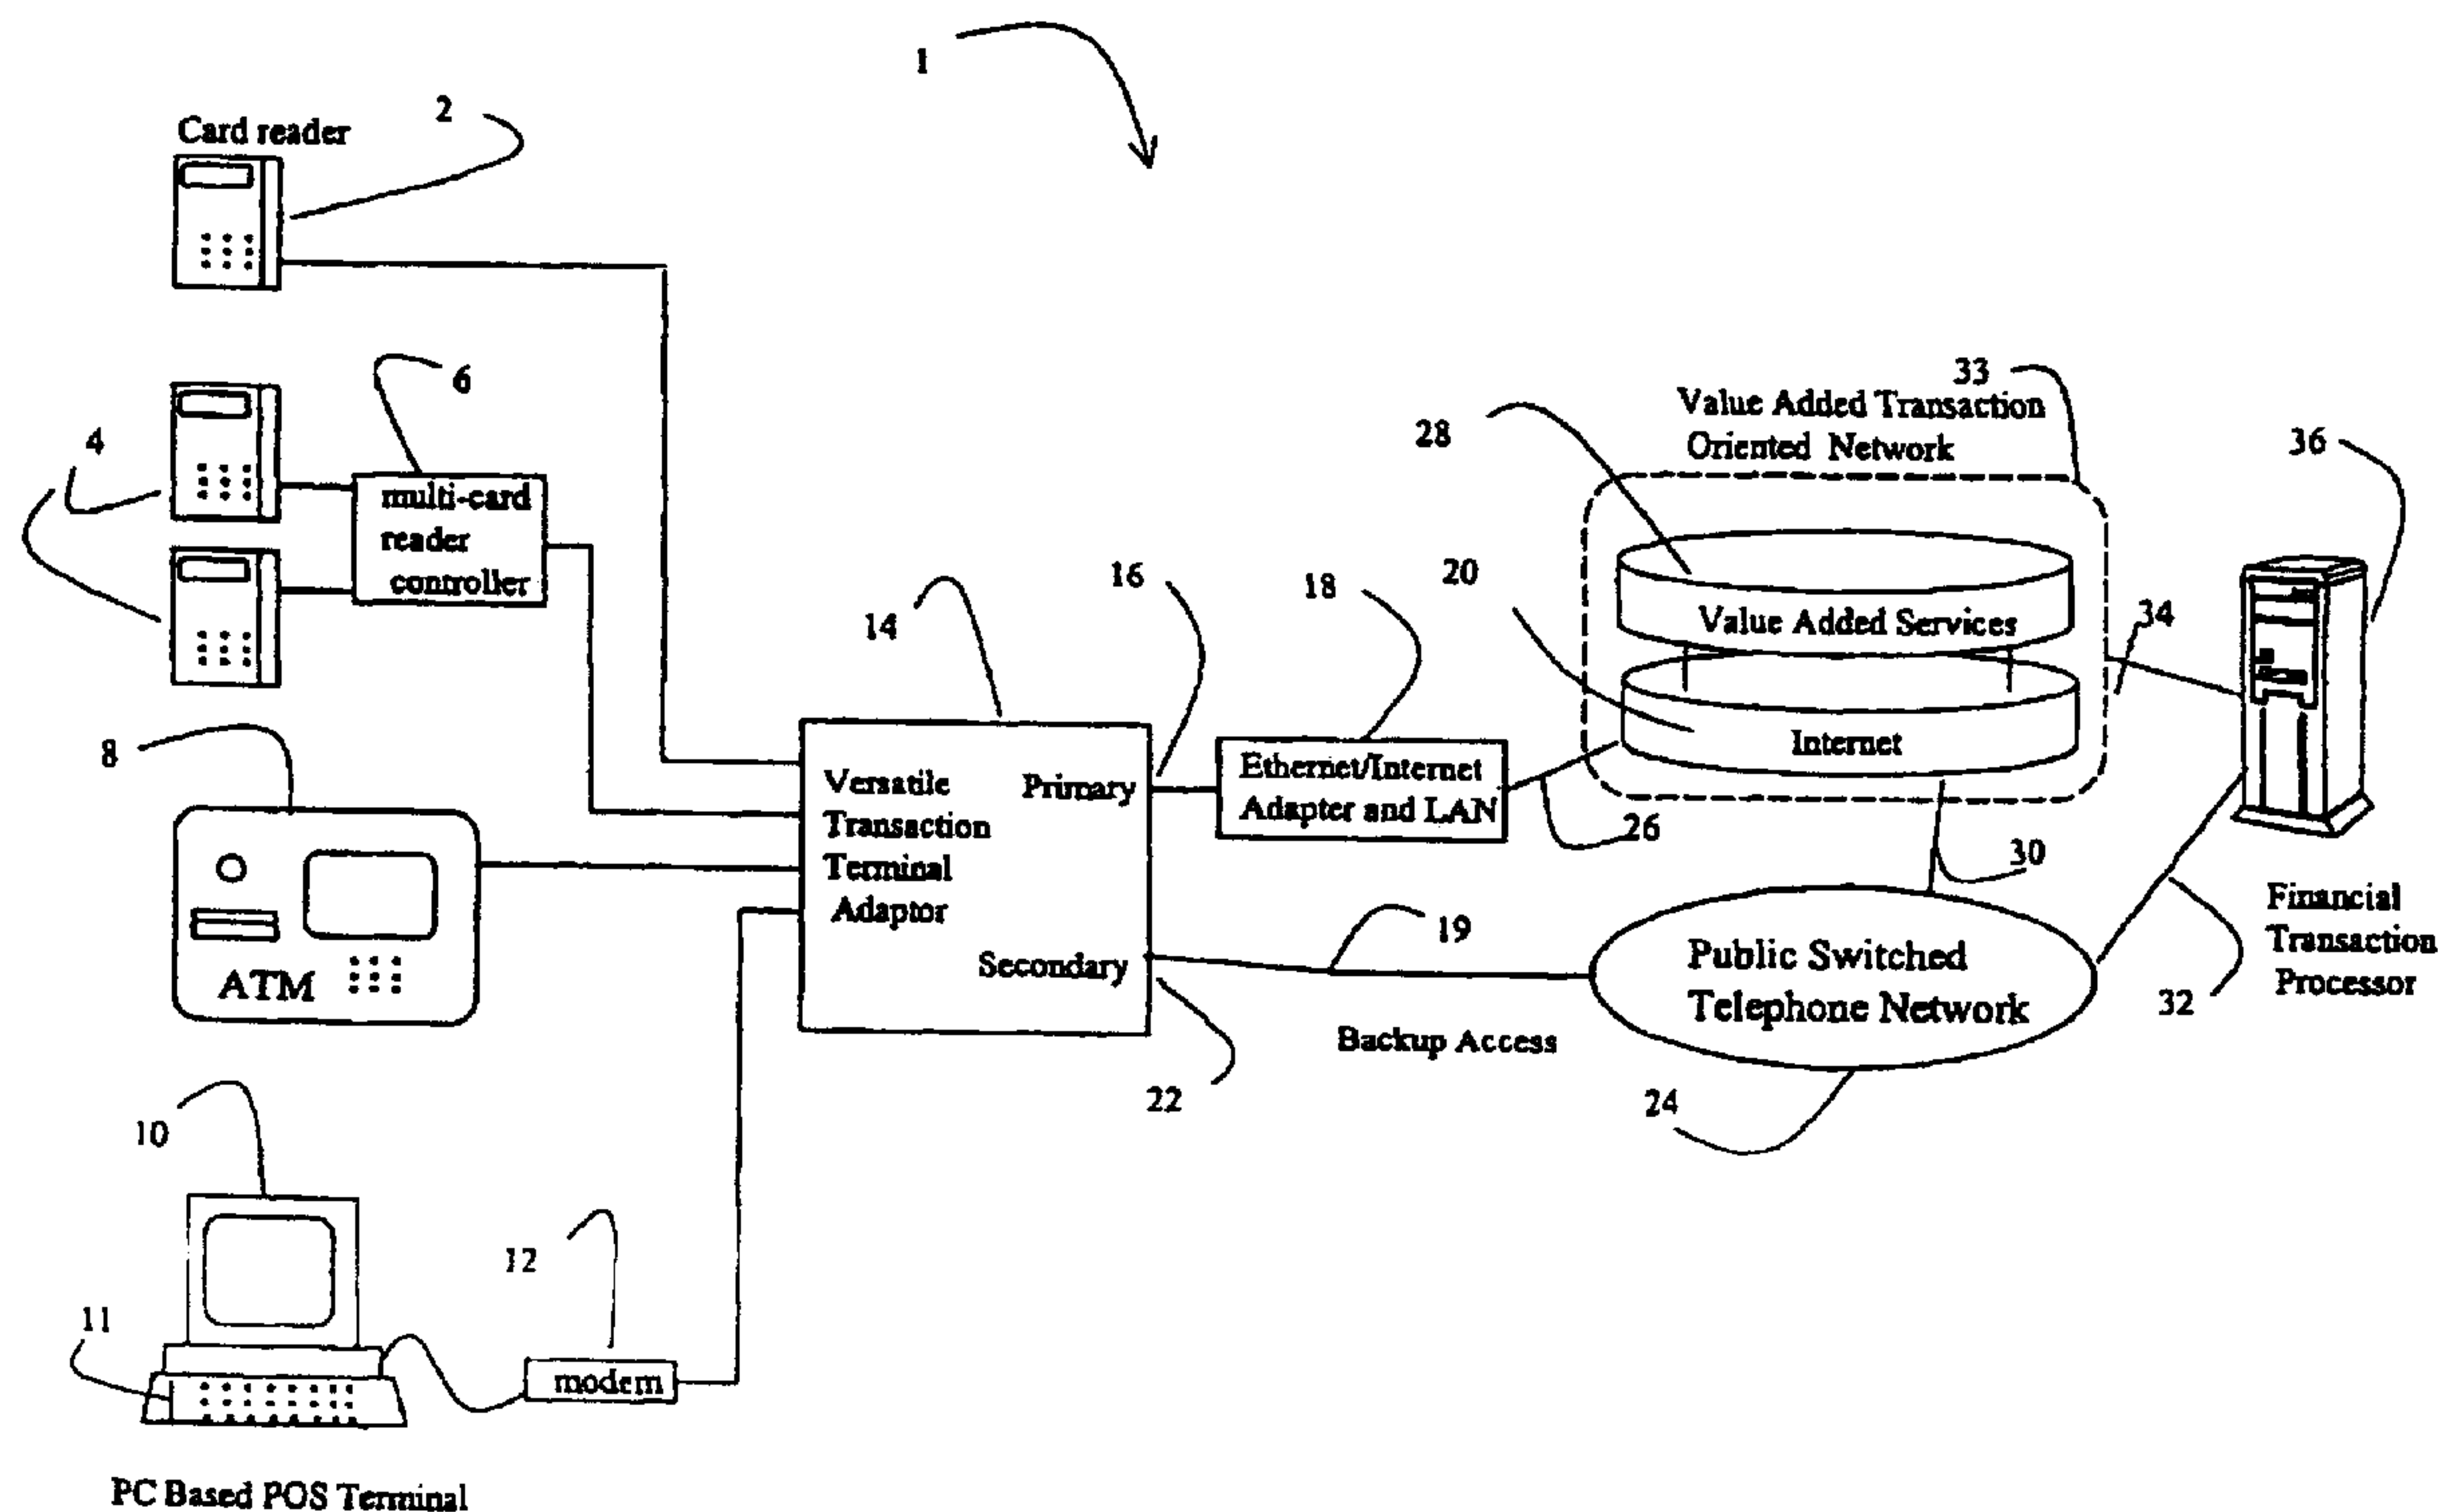 1
Card reader
2
4
6
multi-card
reader
controller
8
ATM
10
11
12
modem
PC Based POS Terminal
14
Versatile
Transaction
Terminal
Adaptor
Primary
Secondary
16
18
Ethernet/Internet
Adapter and LAN
19
Backup Access
22
20
28
33
Value Added Transaction
Oriented Network
Value Added Services
Internet
26
30
Public Switched
Telephone Network
24
34
36
32
Financial
Transaction
Processor